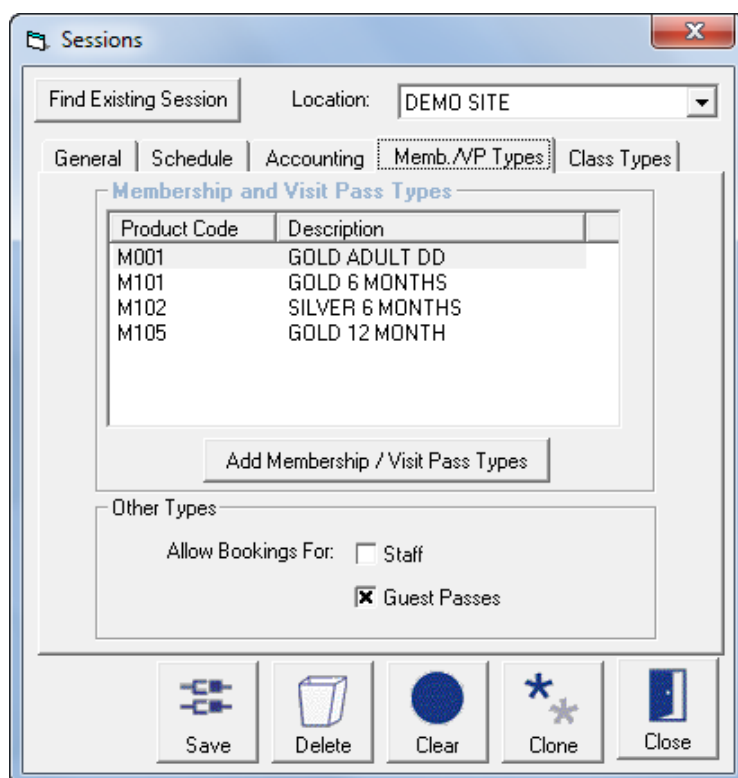 Sessions
Find Existing Session Location: DEMO SITE
General Schedule Accounting Memb./VP Types Class Types
Membership and Visit Pass Types
Product Code Description
M001 GOLD ADULT DD
M101 GOLD 6 MONTHS
M102 SILVER 6 MONTHS
M105 GOLD 12 MONTH
Add Membership / Visit Pass Types
Other Types
Allow Bookings For: Staff
Guest Passes
Save Delete Clear Clone Close